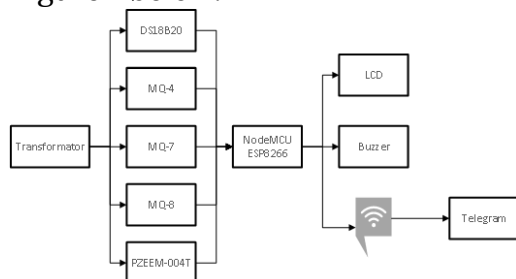 DS18B20
MQ-4
MQ-7
MQ-8
PZEEM-004T
Transformator
NodeMCU
ESP8266
LCD
Buzzer
Telegram